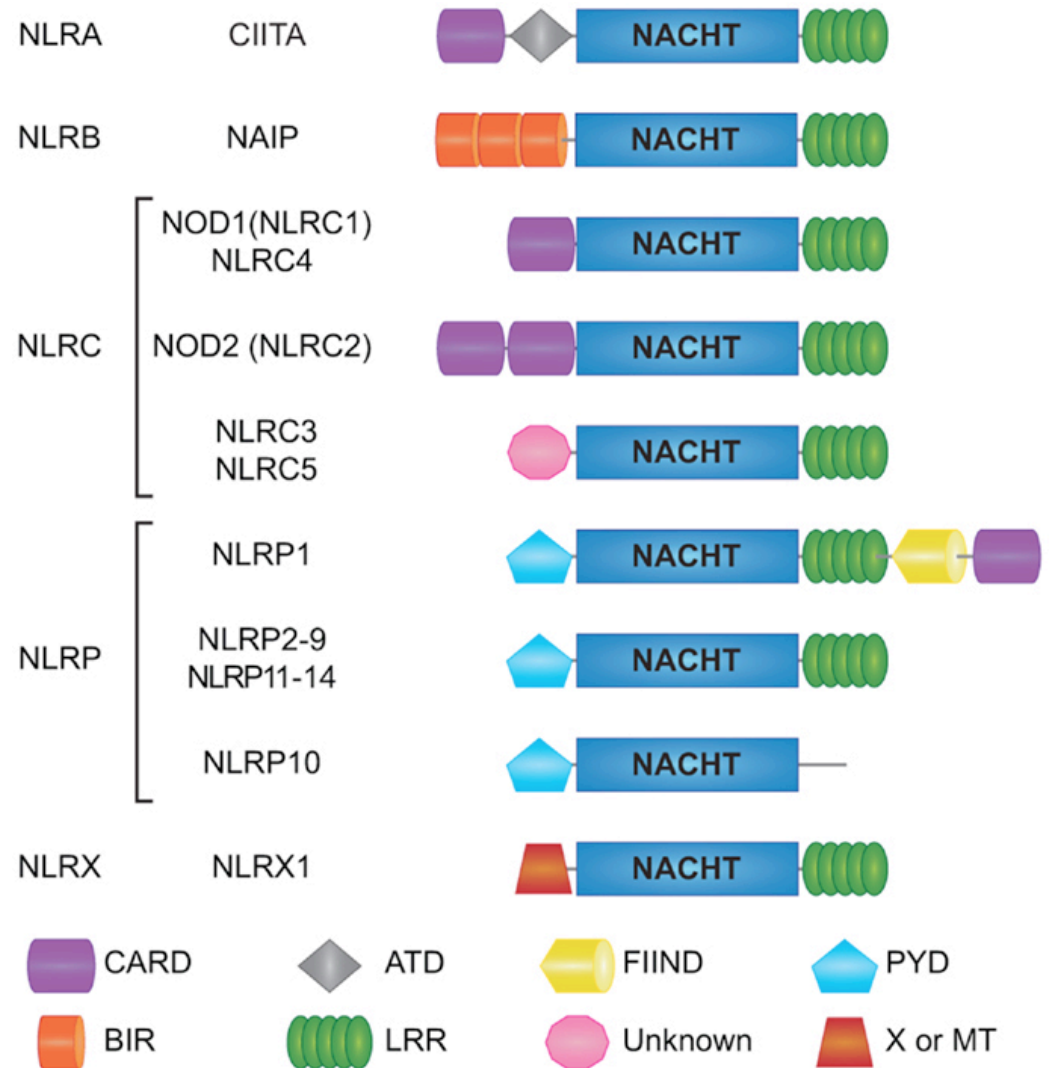 NLRA CIITA NACHT
NLRB NAIP NACHT
NOD1(NLRC1)
NLRC4 NACHT
NLRC NOD2 (NLRC2) NACHT
NLRC3
NLRC5 NACHT
NLRP1 NACHT
NLRP NLRP2-9
NLRP11-14 NACHT
NLRP10 NACHT
NLRX NLRX1 NACHT
CARD ATD FIIND PYD
BIR LRR Unknown X or MT